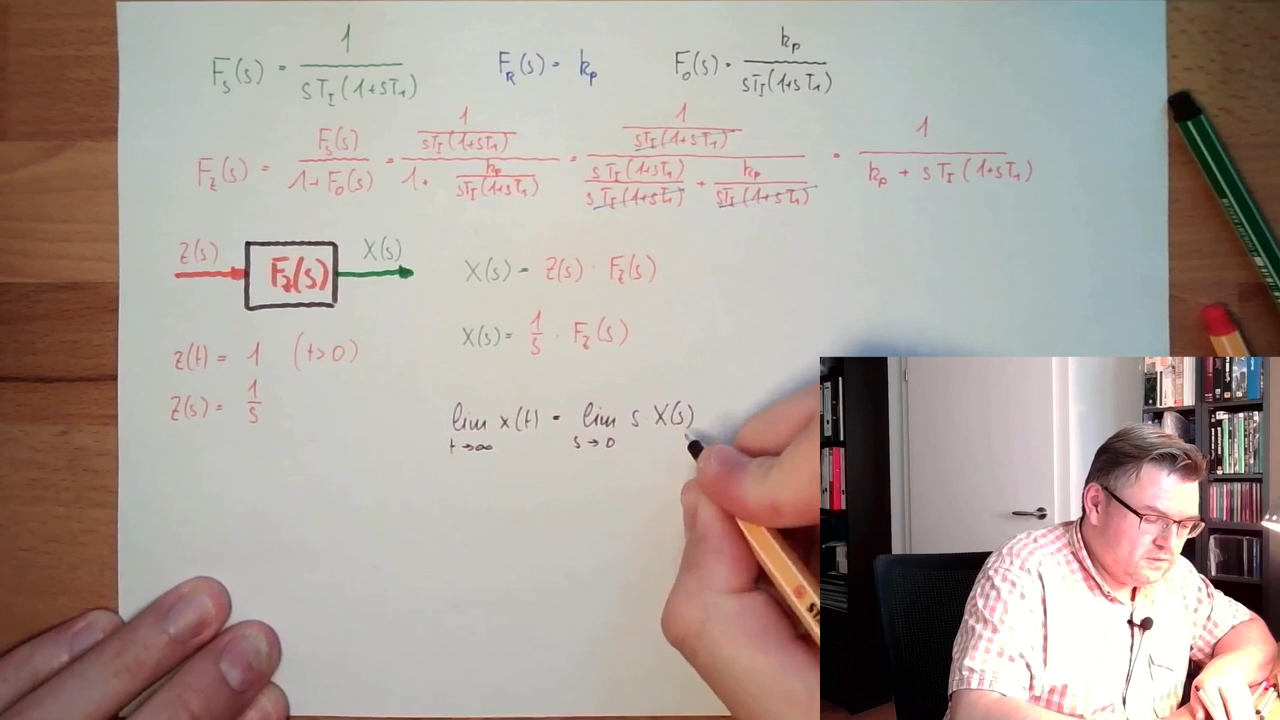 F_S(s) = 1 / (sT_I(1+sT_1))   F_R(s) = k_p   F_O(s) = k_p / (sT_I(1+sT_1))
F_Z(s) = F_S(s) / (1+F_O(s)) = (1 / (sT_I(1+sT_1))) / (1 + k_p / (sT_I(1+sT_1))) = (1 / (sT_I(1+sT_1))) / (sT_I(1+sT_1) / (sT_I(1+sT_1)) + k_p / (sT_I(1+sT_1))) = 1 / (k_p + sT_I(1+sT_1))
Z(s) F_Z(s) X(s)
X(s) = Z(s) · F_Z(s)
X(s) = 1/s · F_Z(s)
z(t) = 1 (t>0)
Z(s) = 1/s
lim t→∞ x(t) = lim s→0 s X(s)